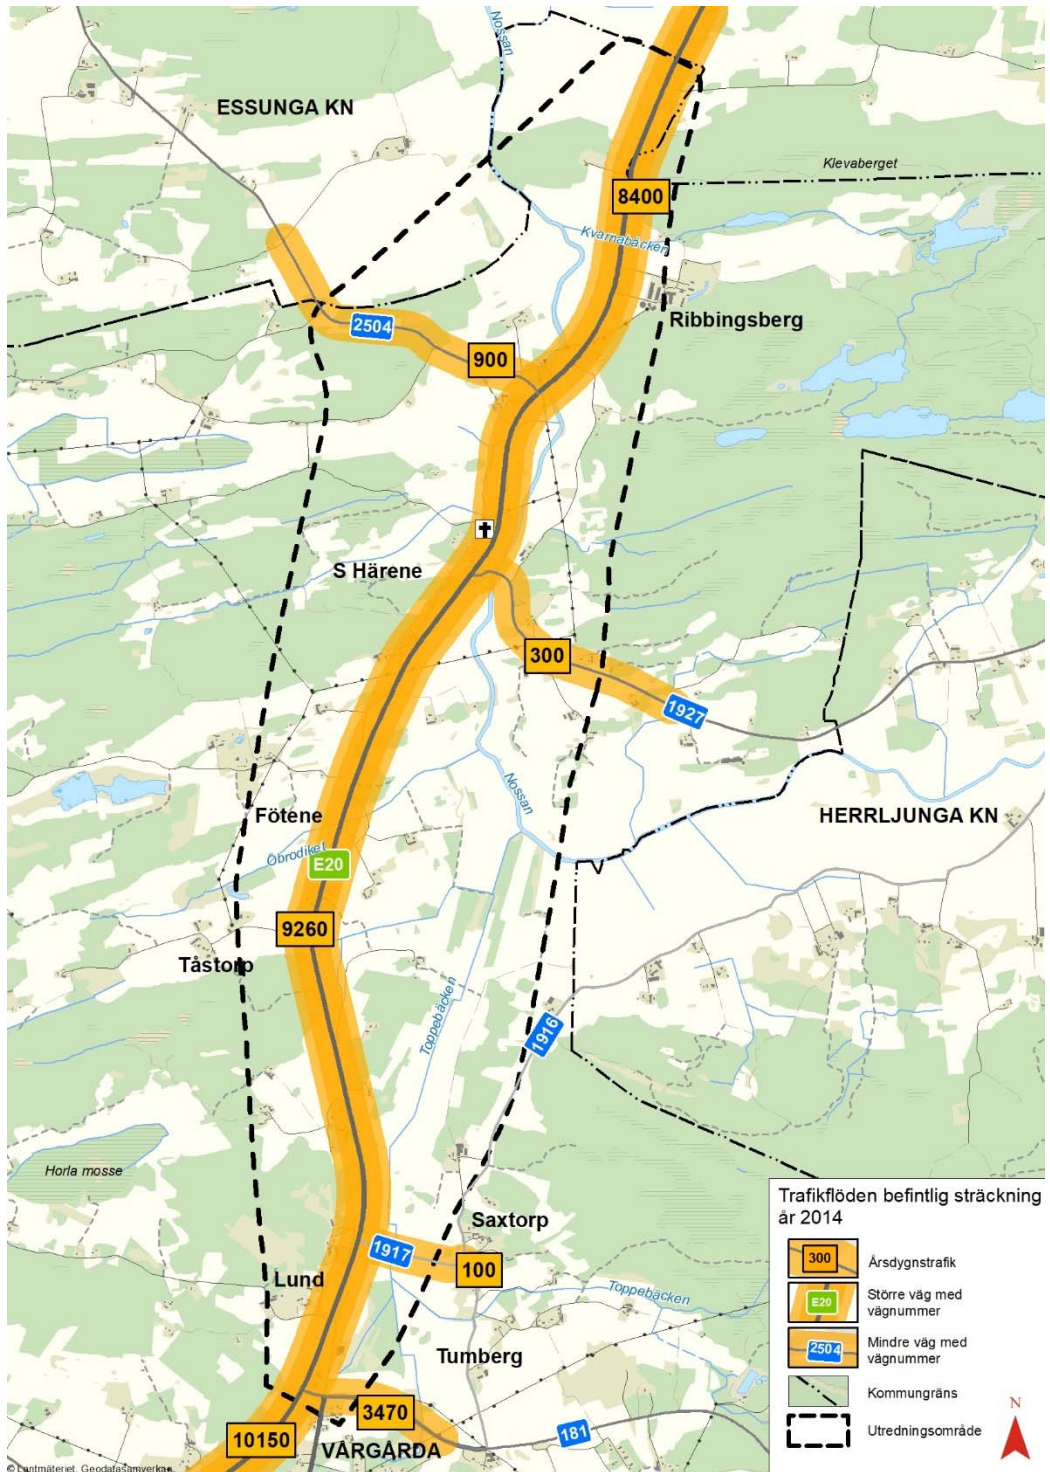 Nossan
ESSUNGA KN
Klevaberget
8400
Kvarnabäcken
Ribbingsberg
2504
900
S Härene
300
1927
Nossan
HERRLJUNGA KN
Fötene
Öbrodiket
E20
9260
Tåstorp
Toppebäcken
1916
Horla mosse
Saxtorp
1917
100
Lund
Toppebäcken
Tumberg
3470
10150
VÅRGÅRDA
181
Trafikflöden befintlig sträckning
år 2014
300 Årsdygnstrafik
E20 Större väg med
vägnummer
2504 Mindre väg med
vägnummer
Kommungräns
Utredningsområde
N
© Lantmäteriet, Geodatasamverkan